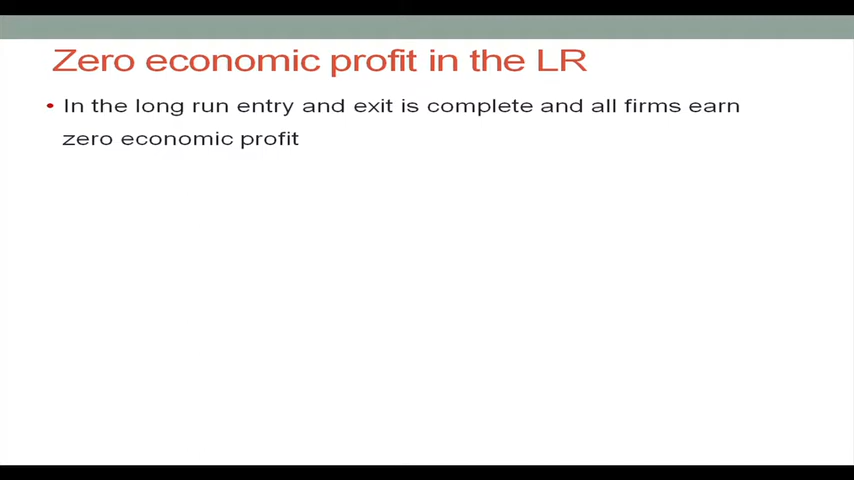 Zero economic profit in the LR
• In the long run entry and exit is complete and all firms earn
zero economic profit